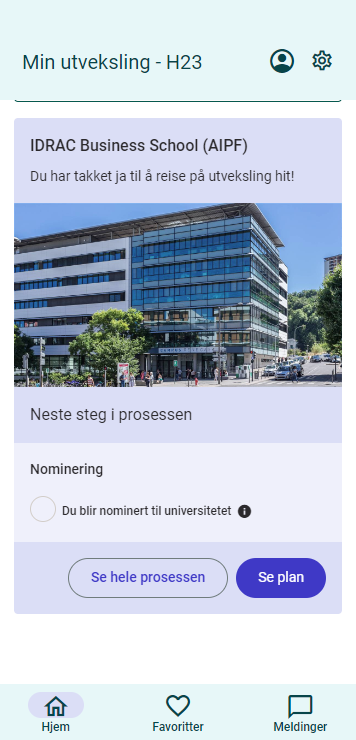 Min utveksling - H23
IDRAC Business School (AIPF)
Du har takket ja til å reise på utveksling hit!
Neste steg i prosessen
Nominering
Du blir nominert til universitetet
Se hele prosessen
Se plan
Hjem
Favoritter
Meldinger